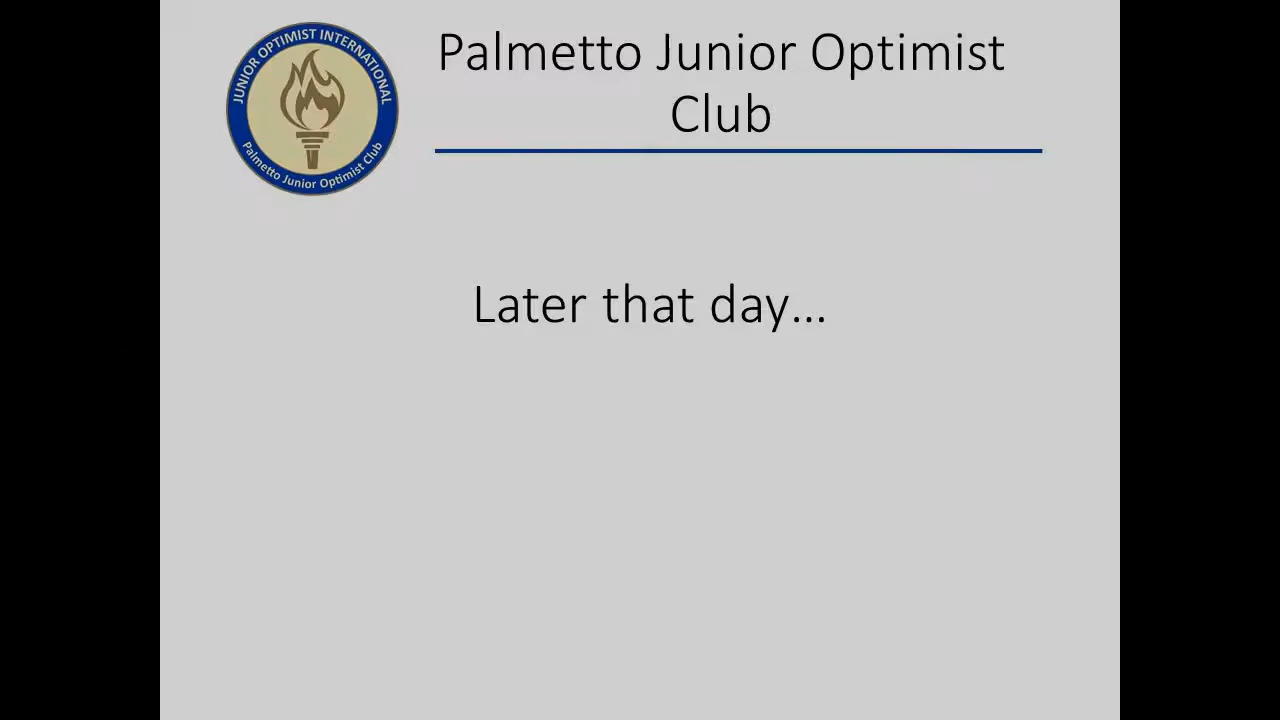 JUNIOR OPTIMIST INTERNATIONAL
Palmetto Junior Optimist Club
Palmetto Junior Optimist
Club
Later that day...